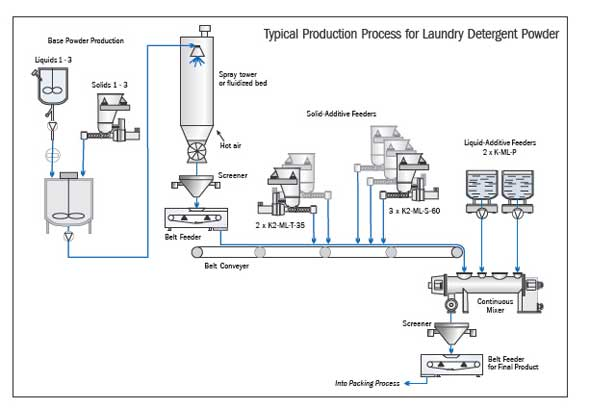 Typical Production Process for Laundry Detergent Powder
Base Powder Production
Liquids 1 - 3
Solids 1 - 3
Spray tower
or fluidized bed
Hot air
Screener
Belt Feeder
Belt Conveyer
Solid-Additive Feeders
2 x K2-ML-T-35
3 x K2-ML-S-60
Liquid-Additive Feeders
2 x K-ML-P
Continuous
Mixer
Screener
Belt Feeder
for Final Product
Into Packing Process